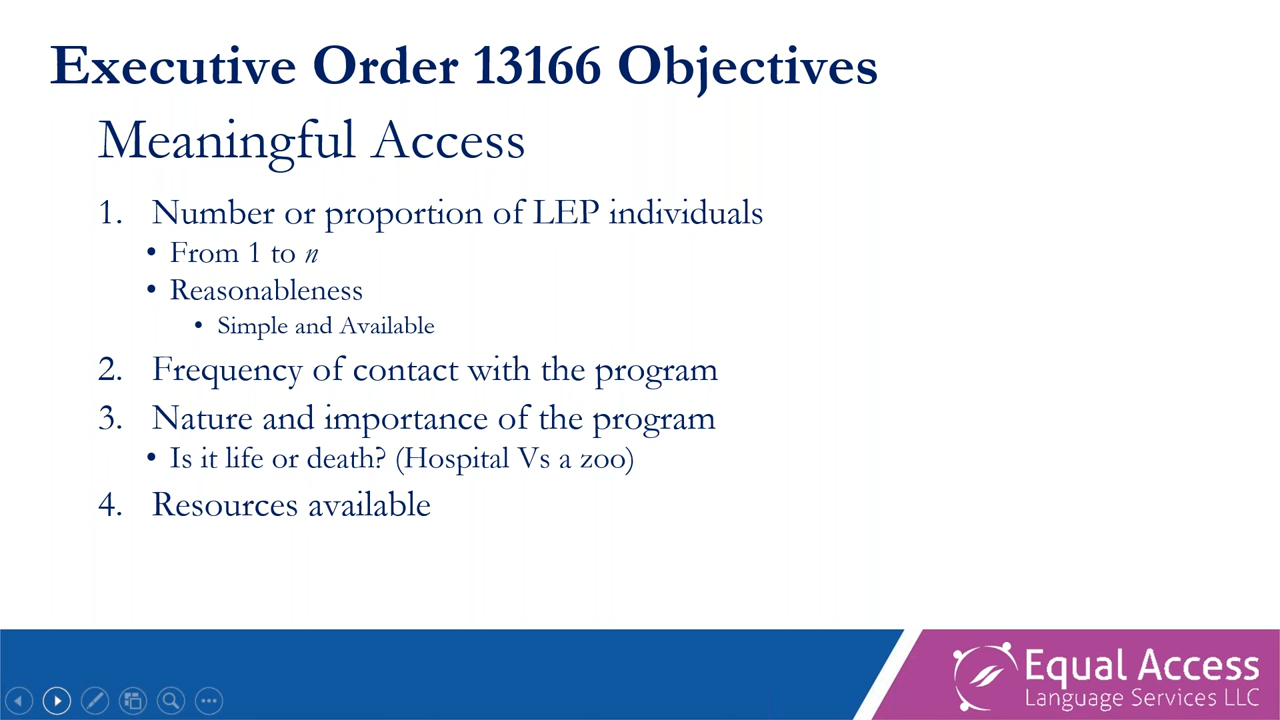 Executive Order 13166 Objectives
Meaningful Access
1. Number or proportion of LEP individuals
• From 1 to n
• Reasonableness
• Simple and Available
2. Frequency of contact with the program
3. Nature and importance of the program
• Is it life or death? (Hospital Vs a zoo)
4. Resources available
Equal Access
Language Services LLC